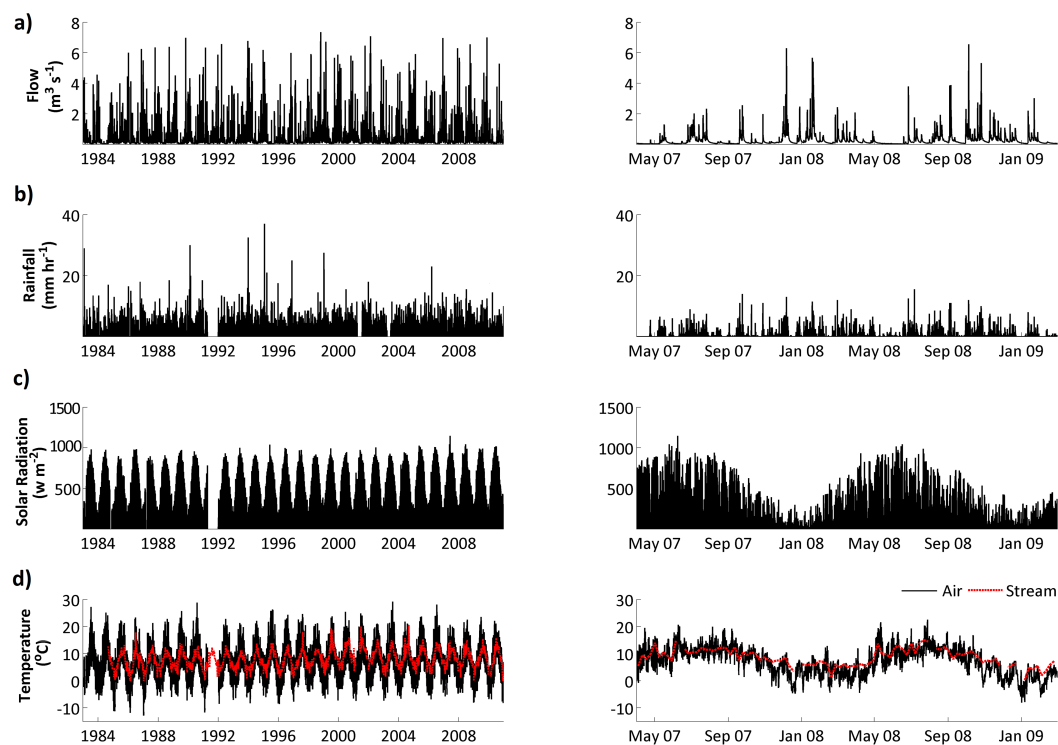 a)
8
6
4
2
Flow
(m³ s⁻¹)
1984 1988 1992 1996 2000 2004 2008
8
6
4
2
May 07 Sep 07 Jan 08 May 08 Sep 08 Jan 09
b)
40
20
Rainfall
(mm hr⁻¹)
1984 1988 1992 1996 2000 2004 2008
40
20
May 07 Sep 07 Jan 08 May 08 Sep 08 Jan 09
c)
1500
1000
500
Solar Radiation
(w m⁻²)
1984 1988 1992 1996 2000 2004 2008
1500
1000
500
May 07 Sep 07 Jan 08 May 08 Sep 08 Jan 09
d)
30
20
10
0
-10
Temperature
(⁰C)
1984 1988 1992 1996 2000 2004 2008
Air Stream
30
20
10
0
-10
May 07 Sep 07 Jan 08 May 08 Sep 08 Jan 09